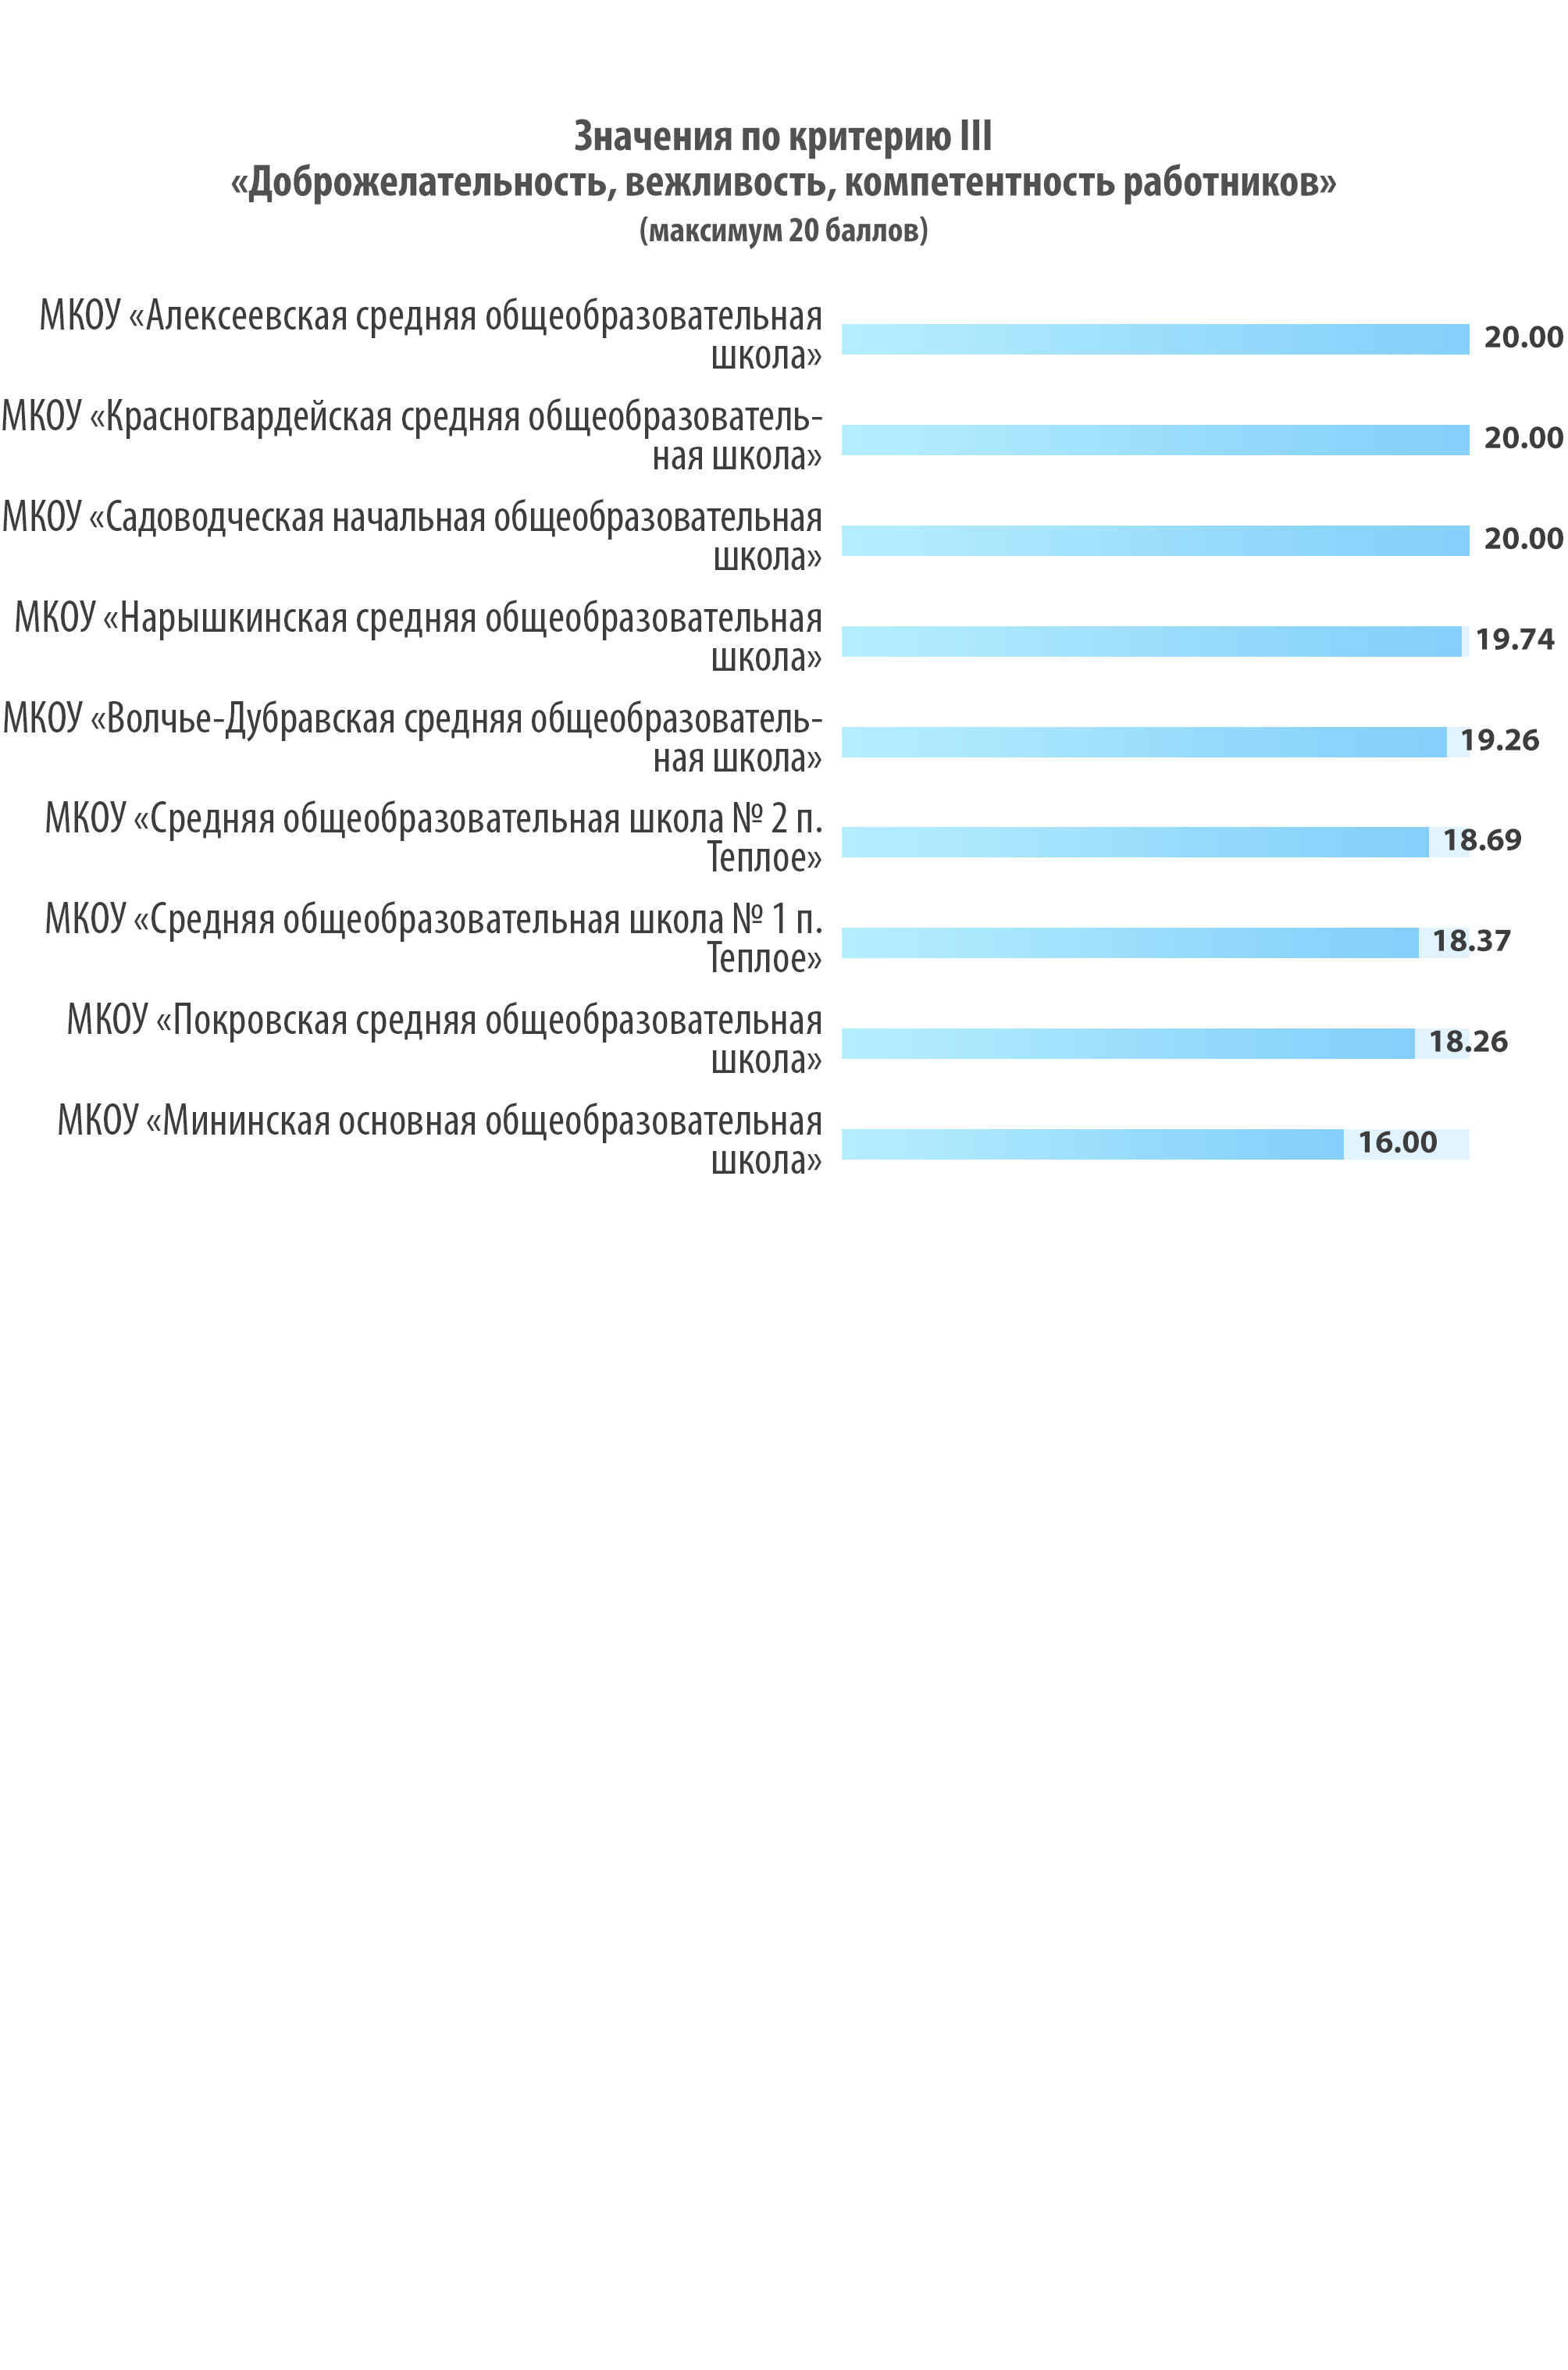 Значения по критерию III
«Доброжелательность, вежливость, компетентность работников»
(максимум 20 баллов)
МКОУ «Алексеевская средняя общеобразовательная
школа»
20.00
МКОУ «Красногвардейская средняя общеобразователь-
ная школа»
20.00
МКОУ «Садоводческая начальная общеобразовательная
школа»
20.00
МКОУ «Нарышкинская средняя общеобразовательная
школа»
19.74
МКОУ «Волчье-Дубравская средняя общеобразователь-
ная школа»
19.26
МКОУ «Средняя общеобразовательная школа № 2 п.
Теплое»
18.69
МКОУ «Средняя общеобразовательная школа № 1 п.
Теплое»
18.37
МКОУ «Покровская средняя общеобразовательная
школа»
18.26
МКОУ «Мининская основная общеобразовательная
школа»
16.00